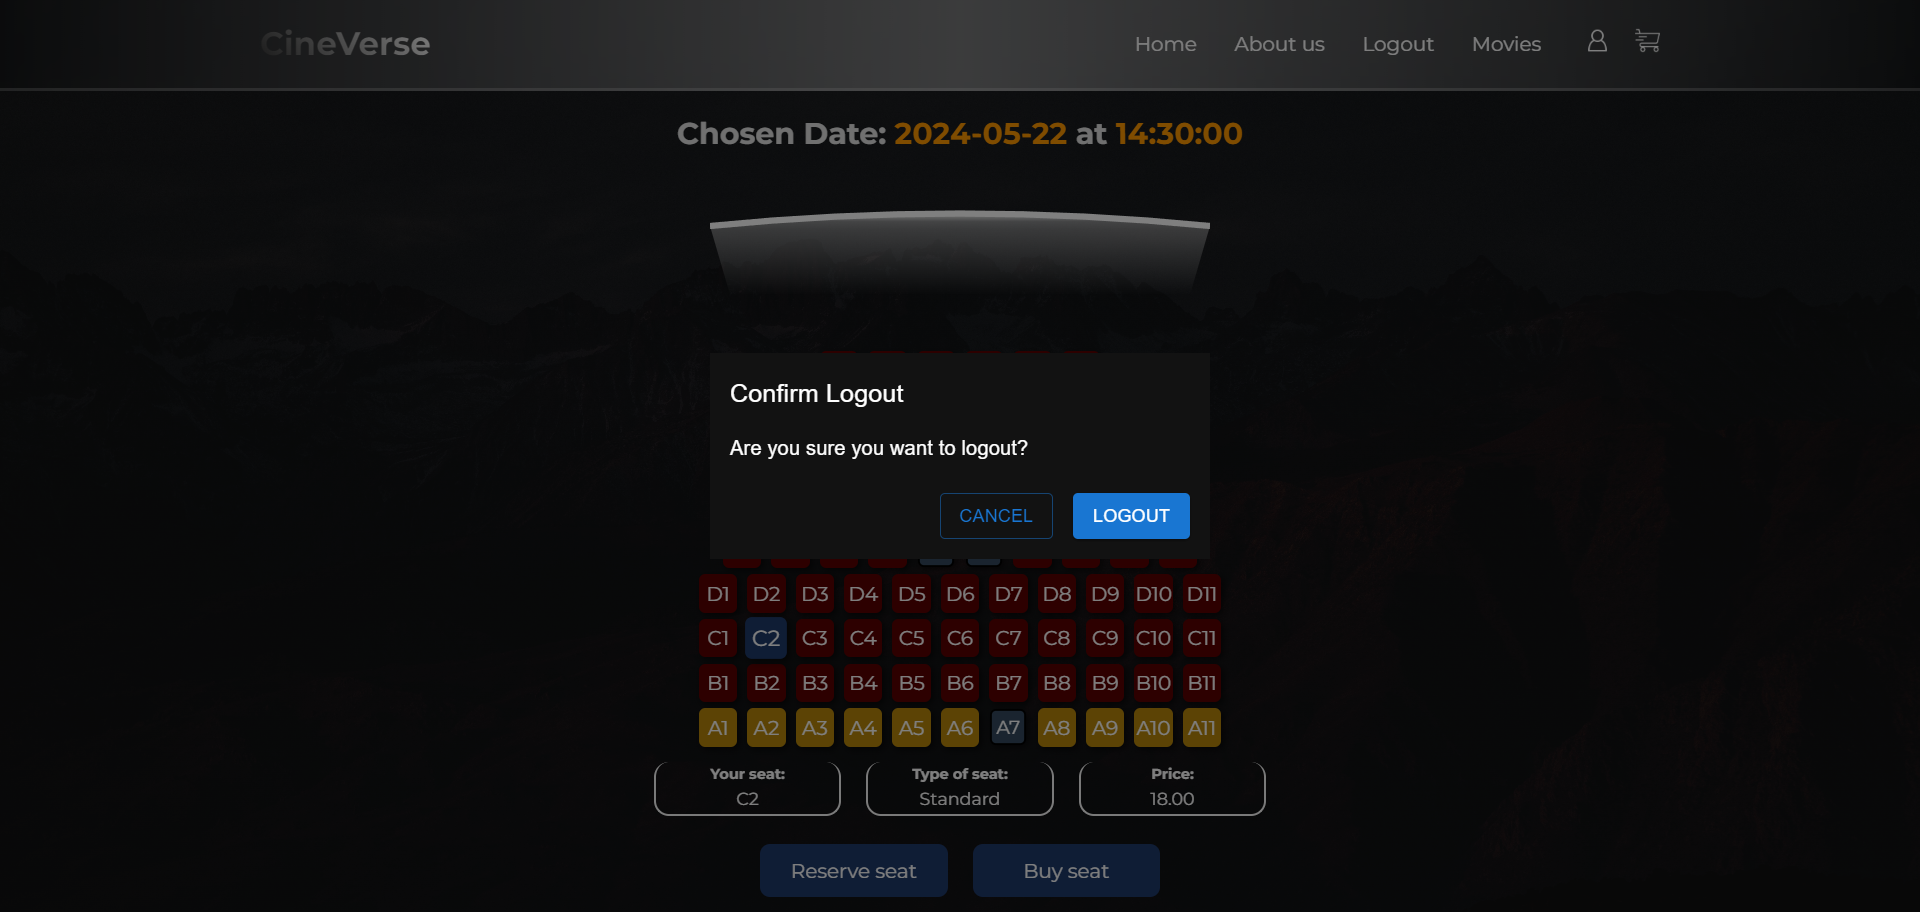 CineVerse
Home About us Logout Movies
Chosen Date: 2024-05-22 at 14:30:00
Confirm Logout
Are you sure you want to logout?
CANCEL LOGOUT
D1 D2 D3 D4 D5 D6 D7 D8 D9 D10 D11
C1 C2 C3 C4 C5 C6 C7 C8 C9 C10 C11
B1 B2 B3 B4 B5 B6 B7 B8 B9 B10 B11
A1 A2 A3 A4 A5 A6 A7 A8 A9 A10 A11
Your seat: Type of seat: Price:
C2 Standard 18.00
Reserve seat Buy seat